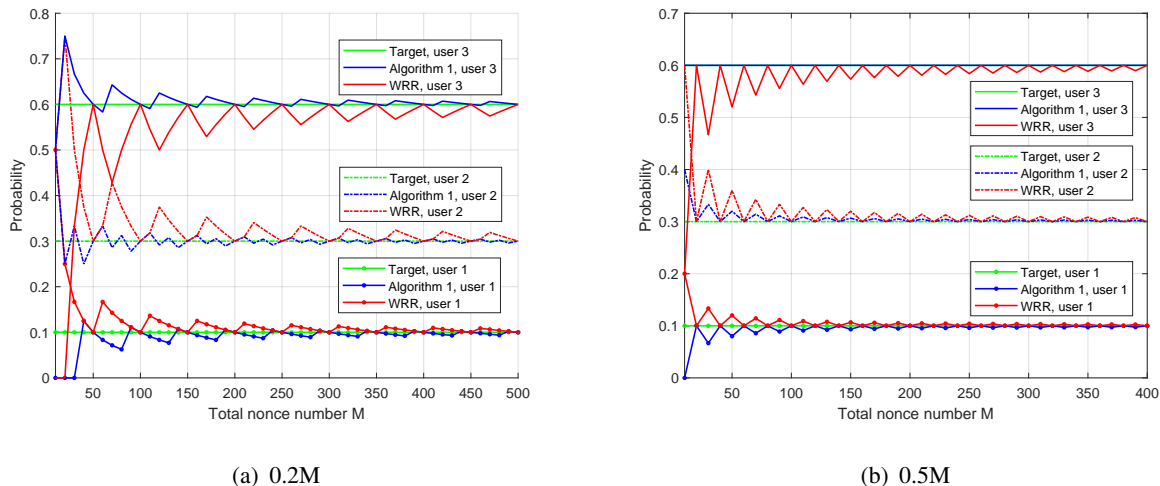 0.8
0.7
0.6
0.5
0.4
0.3
0.2
0.1
0
Probability
50 100 150 200 250 300 350 400 450 500
Total nonce number M
Target, user 3
Algorithm 1, user 3
WRR, user 3
Target, user 2
Algorithm 1, user 2
WRR, user 2
Target, user 1
Algorithm 1, user 1
WRR, user 1
(a) 0.2M
0.7
0.6
0.5
0.4
0.3
0.2
0.1
0
Probability
50 100 150 200 250 300 350 400
Total nonce number M
Target, user 3
Algorithm 1, user 3
WRR, user 3
Target, user 2
Algorithm 1, user 2
WRR, user 2
Target, user 1
Algorithm 1, user 1
WRR, user 1
(b) 0.5M